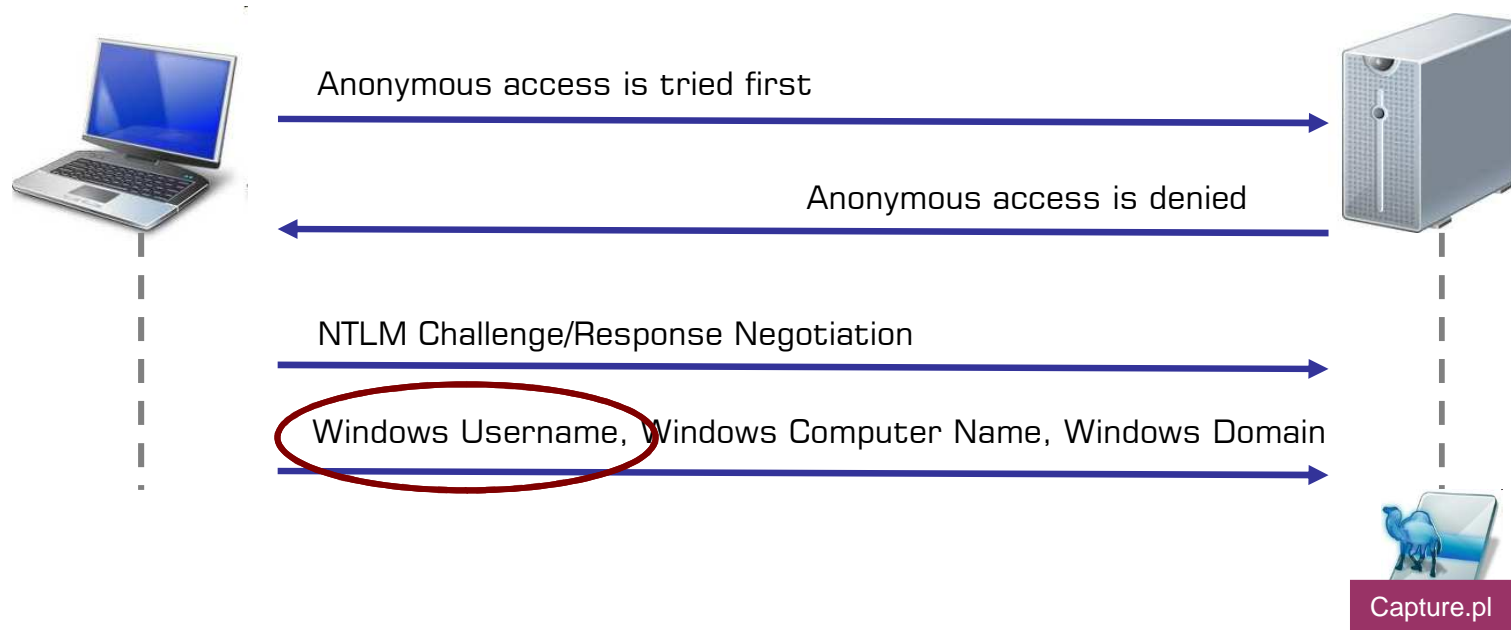 Anonymous access is tried first
Anonymous access is denied
NTLM Challenge/Response Negotiation
Windows Username, Windows Computer Name, Windows Domain
Capture.pl